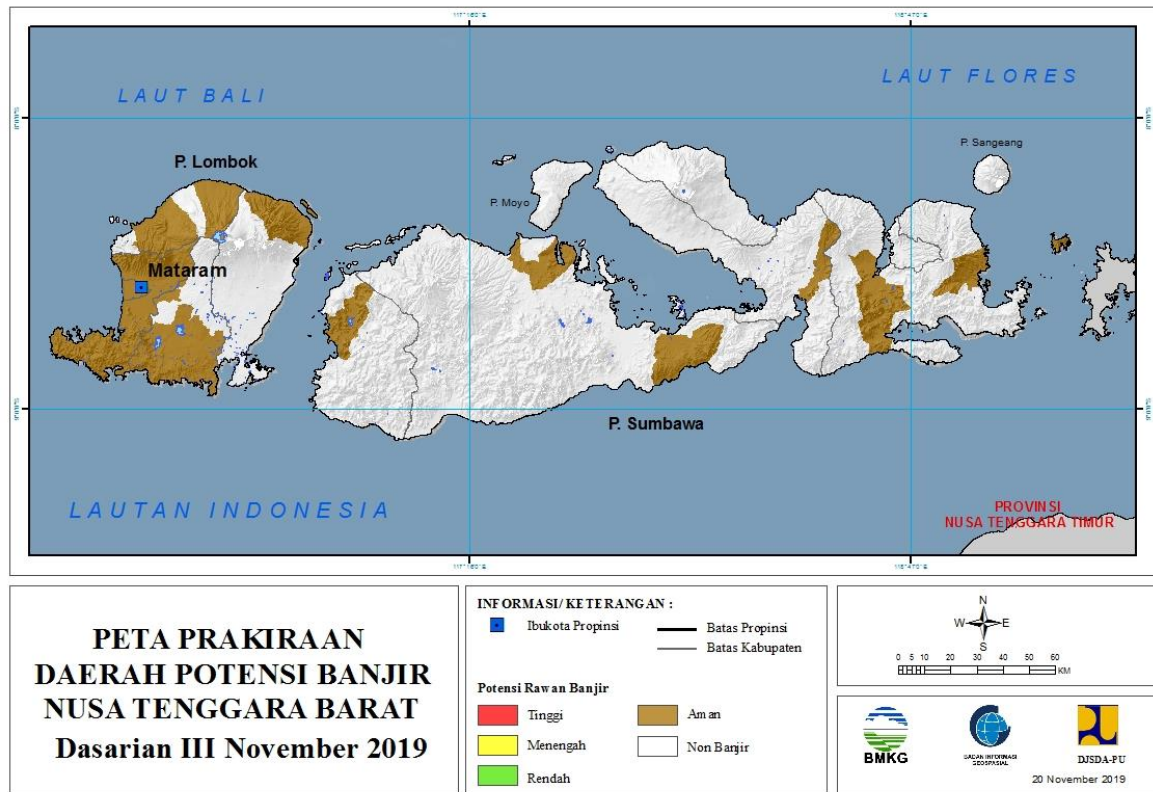 LAUT BALI
LAUT FLORES
P. Sangeang
P. Lombok
P. Moyo
Mataram
P. Sumbawa
LAUTAN INDONESIA
PROVINSI
NUSA TENGGARA TIMUR
PETA PRAKIRAAN
DAERAH POTENSI BANJIR
NUSA TENGGARA BARAT
Dasarian III November 2019
INFORMASI/ KETERANGAN :
Ibukota Propinsi
Batas Propinsi
Batas Kabupaten
Potensi Rawan Banjir
Tinggi
Aman
Menengah
Non Banjir
Rendah
N
W E
S
0 5 10 20 30 40 50 60
KM
BMKG
BADAN INFORMASI
GEOSPASIAL
DJSDA-PU
20 November 2019